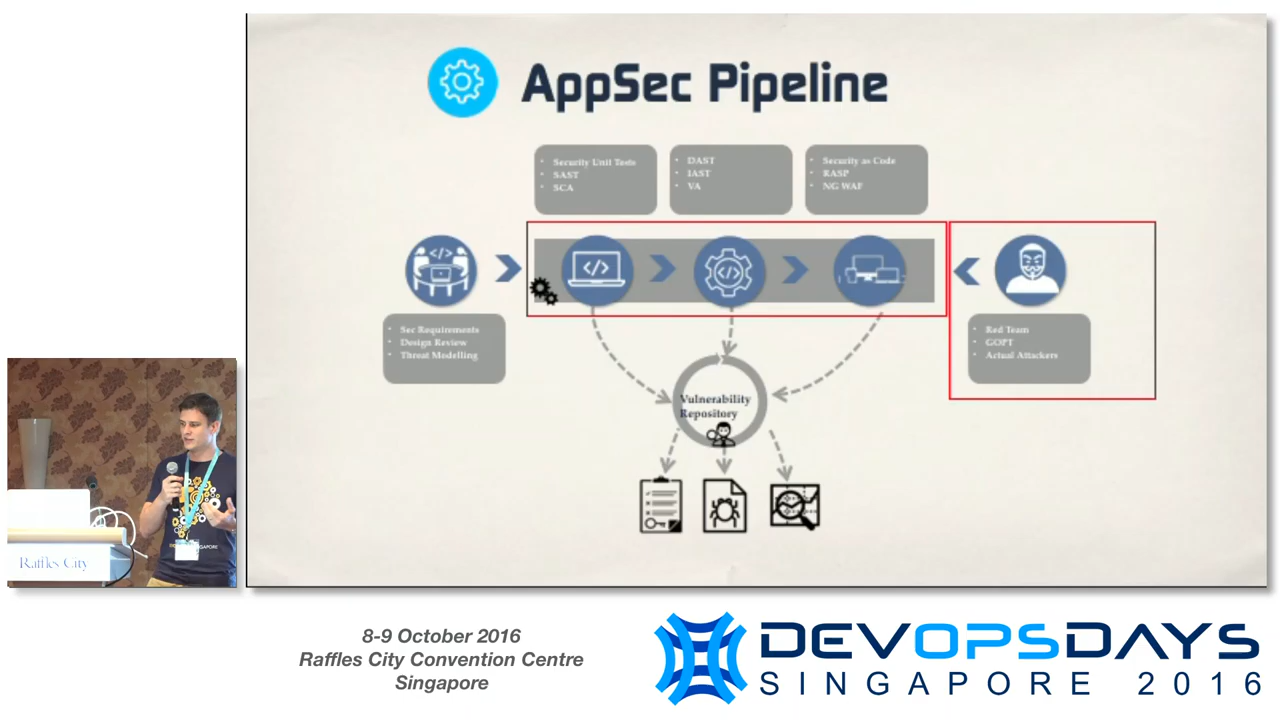 AppSec Pipeline
• Security Unit Tests
• SAST
• SCA
• DAST
• IAST
• VA
• Security as Code
• RASP
• NG WAF
• Sec Requirements
• Design Review
• Threat Modelling
• Red Team
• GOPT
• Actual Attackers
Vulnerability
Repository
Raffles City
8-9 October 2016
Raffles City Convention Centre
Singapore
DEVOPSDAYS
SINGAPORE 2016